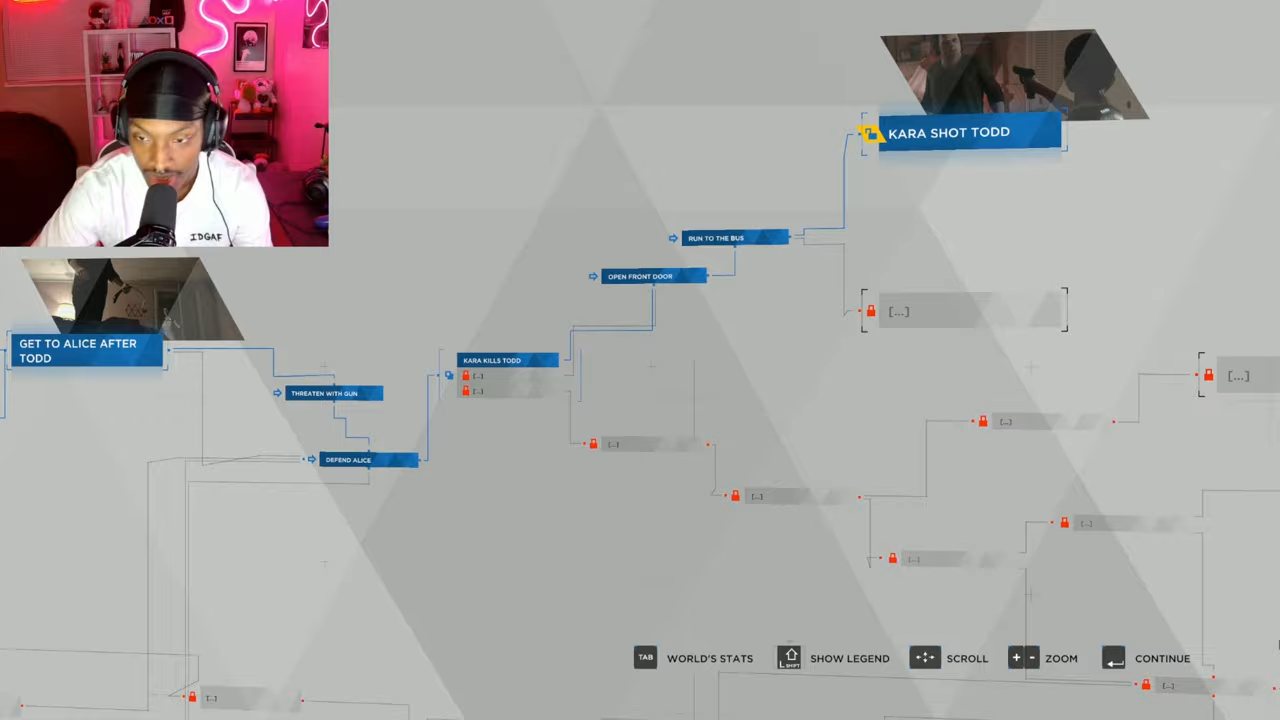 KARA SHOT TODD
IDGAF
RUN TO THE BUS
OPEN FRONT DOOR
[...]
GET TO ALICE AFTER
TODD
KARA KILLS TODD
[...]
[...]
[...]
THREATEN WITH GUN
[...]
[...]
DEFEND ALICE
[...]
[...]
[...]
TAB WORLD'S STATS
L SHIFT SHOW LEGEND
SCROLL
+ - ZOOM
CONTINUE
[...]
[...]